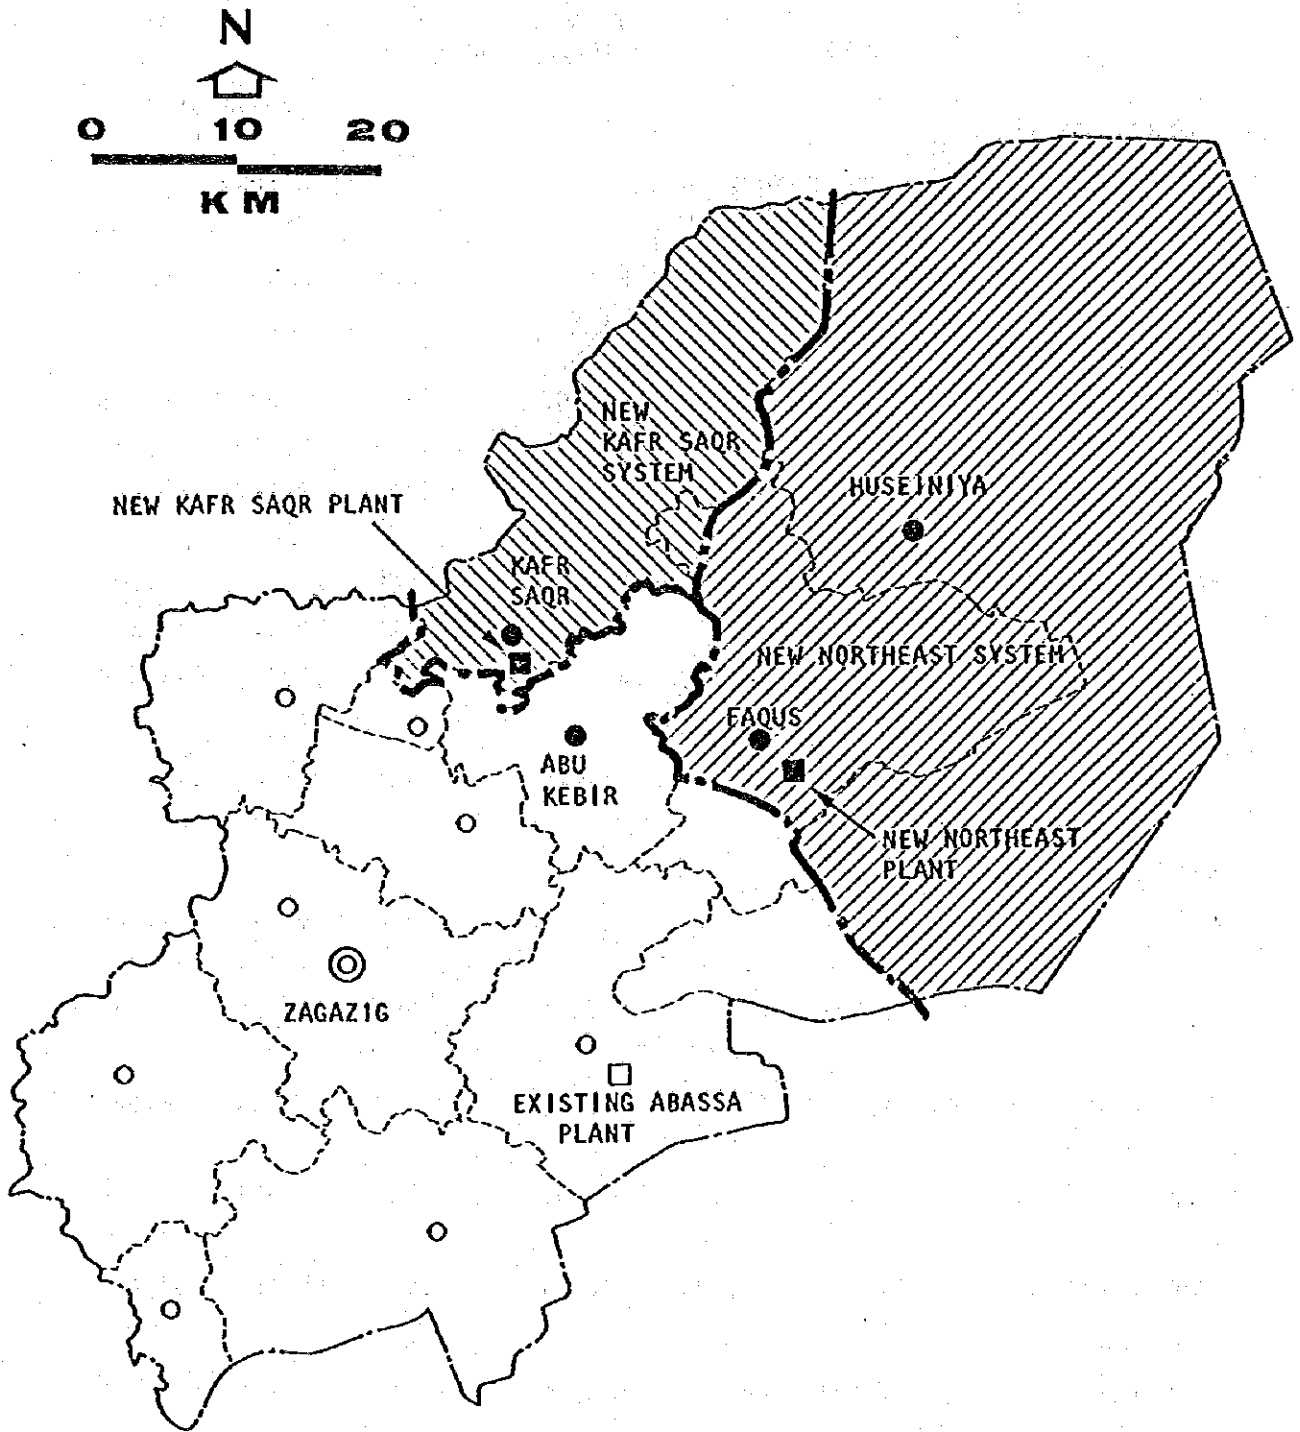 N
0 10 20
KM
NEW
KAFR SAQR
SYSTEM
HUSEINIYA
NEW KAFR SAQR PLANT
KAFR
SAQR
NEW NORTHEAST SYSTEM
FAQUS
ABU
KEBIR
NEW NORTHEAST
PLANT
ZAGAZIG
EXISTING ABASSA
PLANT